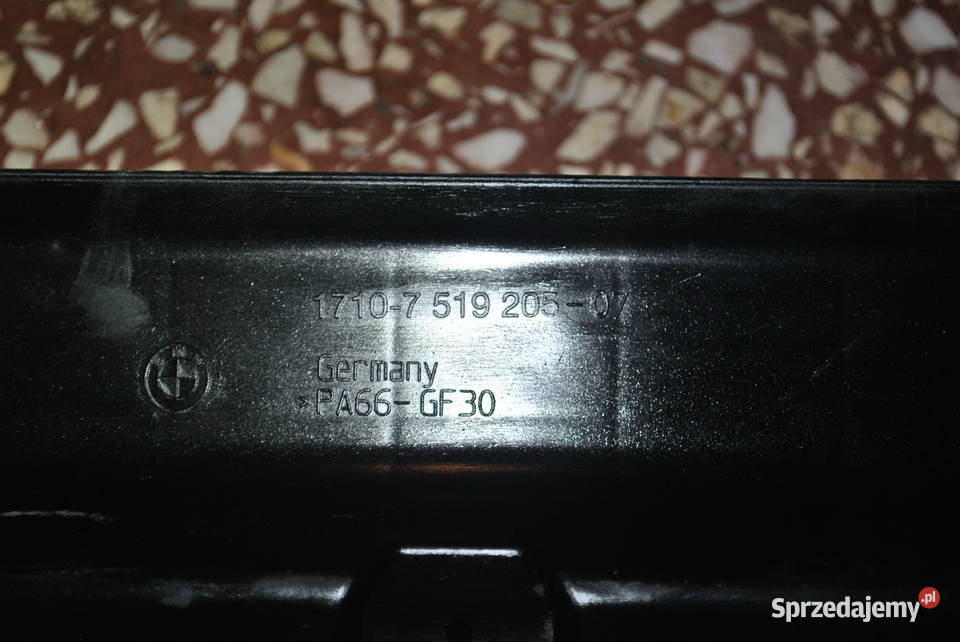 1710-7 519 205-07
Germany
>PA66-GF30
Sprzedajemy.pl